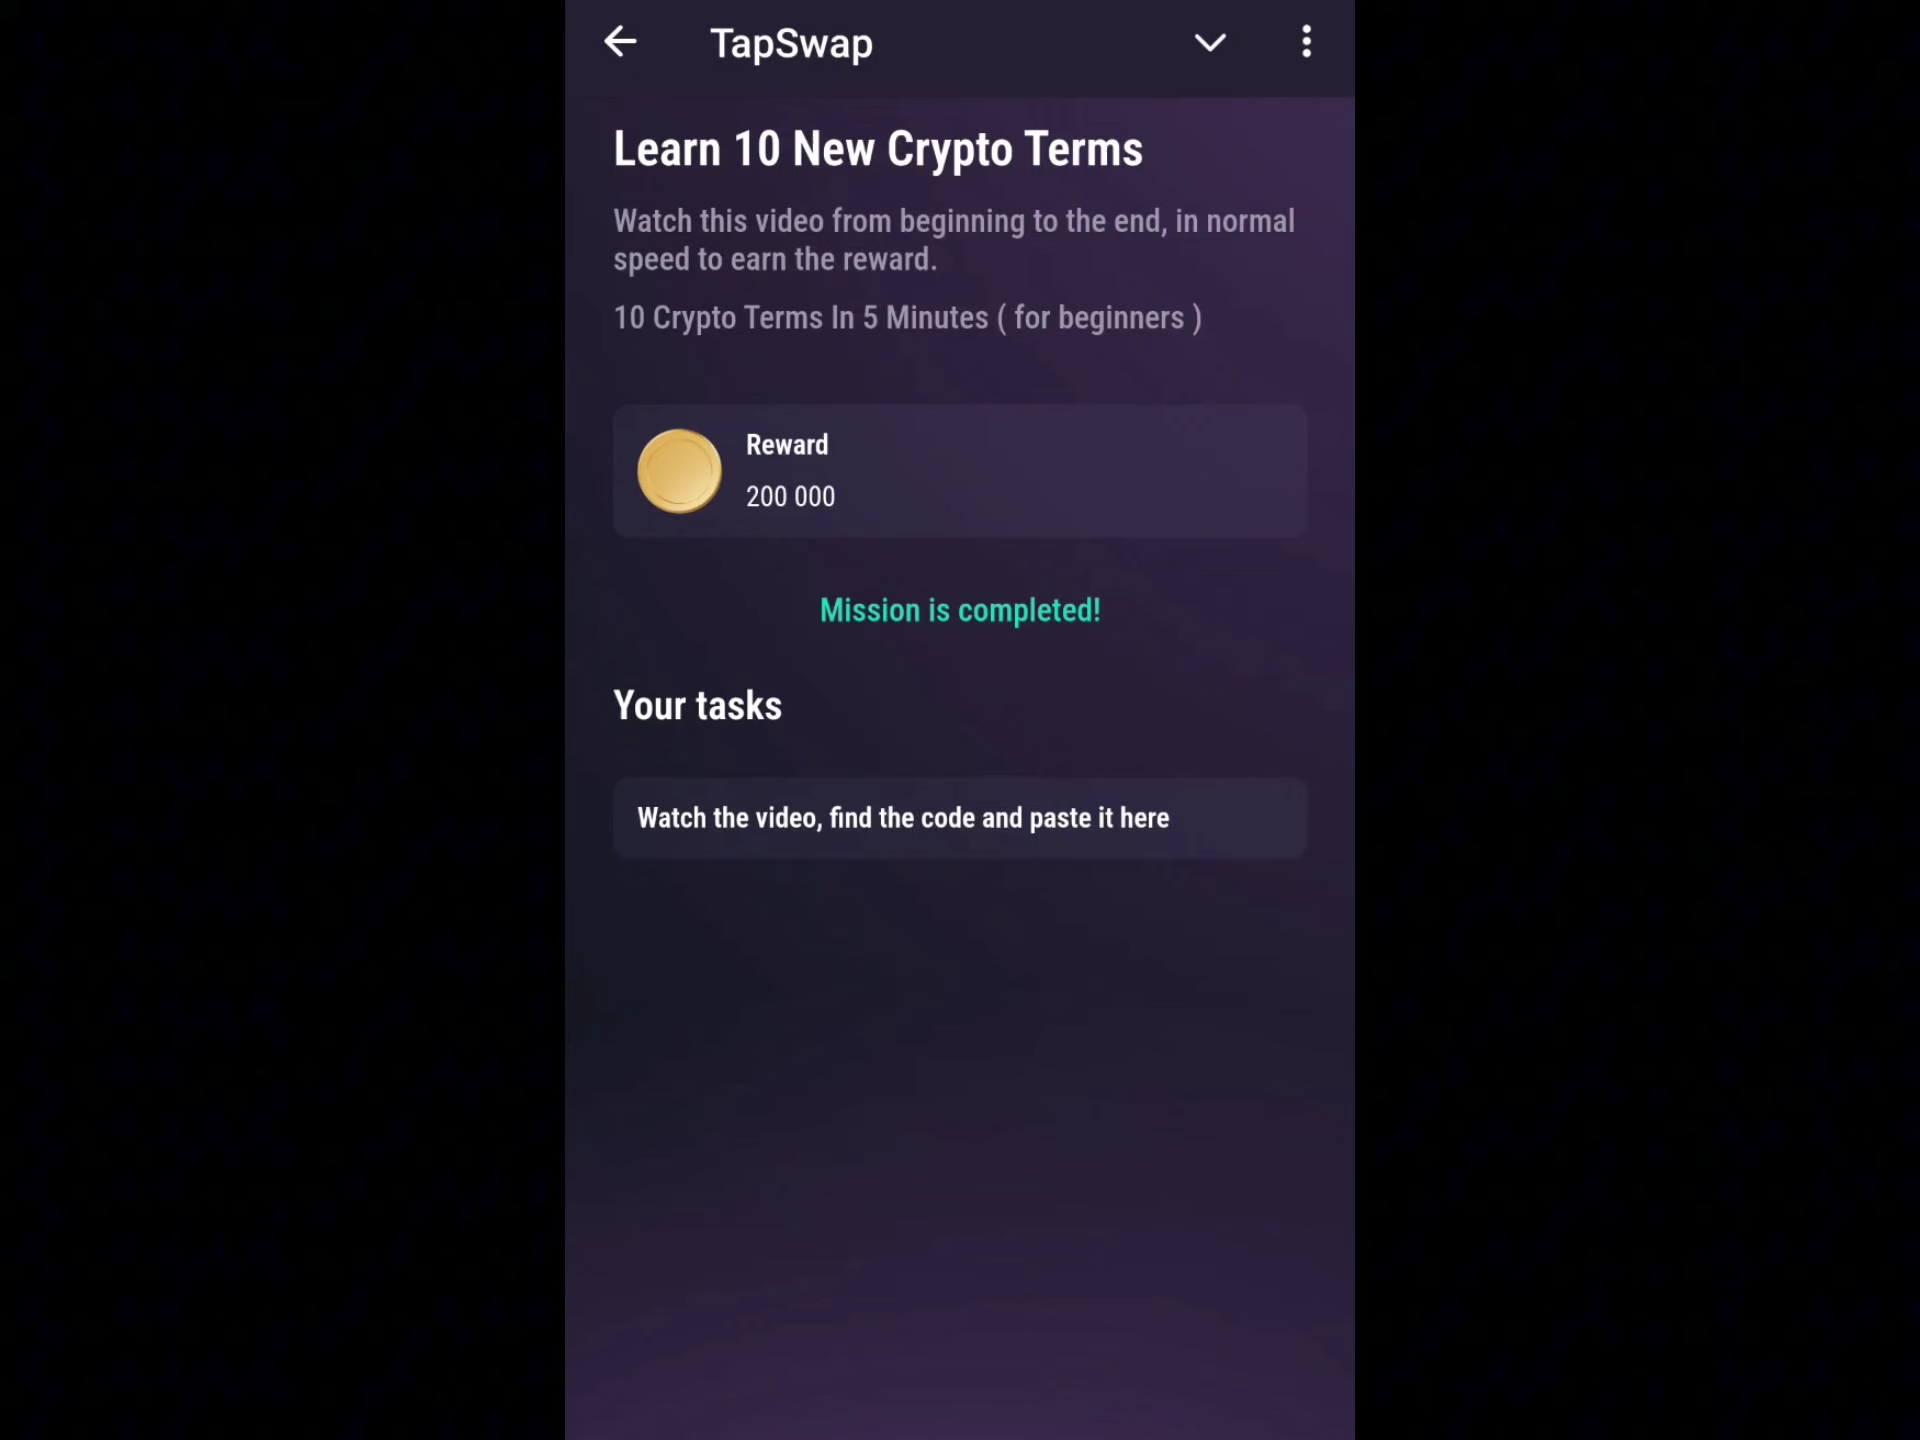 TapSwap
Learn 10 New Crypto Terms
Watch this video from beginning to the end, in normal
speed to earn the reward.
10 Crypto Terms In 5 Minutes ( for beginners )
Reward
200 000
Mission is completed!
Your tasks
Watch the video, find the code and paste it here